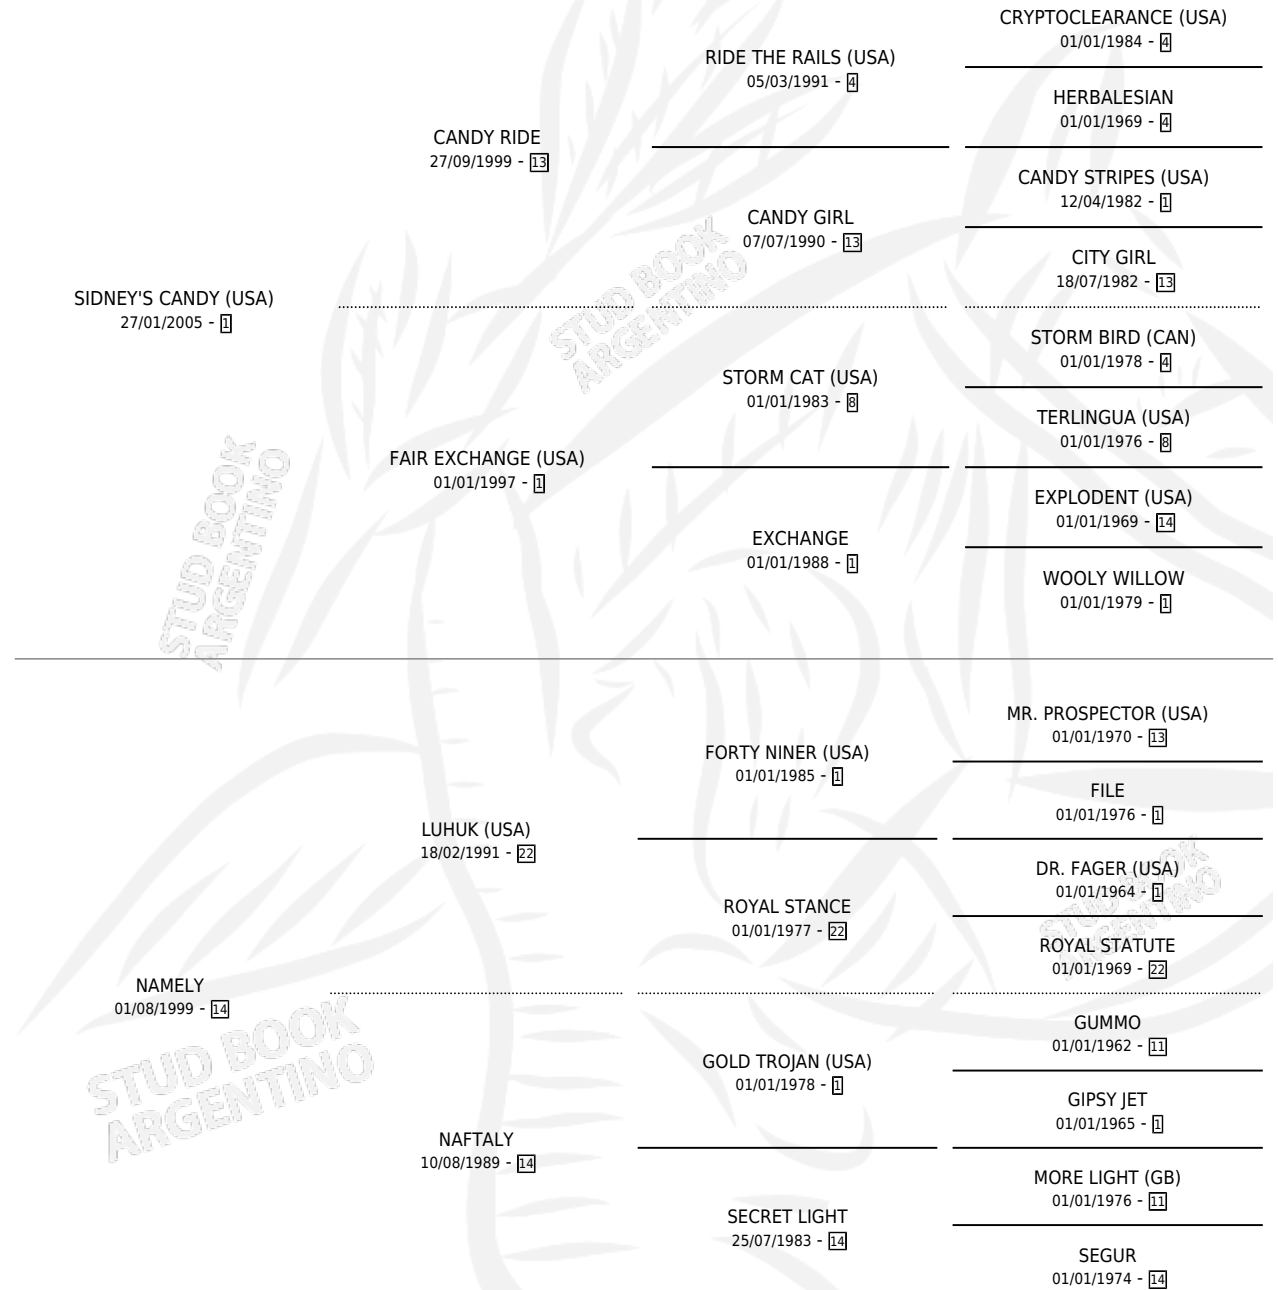 CRYPTOCLEARANCE (USA)
01/01/1984 - 4
RIDE THE RAILS (USA)
05/03/1991 - 4
HERBALESIAN
01/01/1969 - 4
CANDY RIDE
27/09/1999 - 13
CANDY STRIPES (USA)
12/04/1982 - 1
CANDY GIRL
07/07/1990 - 13
CITY GIRL
18/07/1982 - 13
SIDNEY'S CANDY (USA)
27/01/2005 - 1
STORM BIRD (CAN)
01/01/1978 - 4
STORM CAT (USA)
01/01/1983 - 8
TERLINGUA (USA)
01/01/1976 - 8
FAIR EXCHANGE (USA)
01/01/1997 - 1
EXPLODENT (USA)
01/01/1969 - 14
EXCHANGE
01/01/1988 - 1
WOOLY WILLOW
01/01/1979 - 1
MR. PROSPECTOR (USA)
01/01/1970 - 13
FORTY NINER (USA)
01/01/1985 - 1
FILE
01/01/1976 - 1
LUHUK (USA)
18/02/1991 - 22
DR. FAGER (USA)
01/01/1964 - 1
ROYAL STANCE
01/01/1977 - 22
ROYAL STATUTE
01/01/1969 - 22
NAMELY
01/08/1999 - 14
GUMMO
01/01/1962 - 11
GOLD TROJAN (USA)
01/01/1978 - 1
GIPSY JET
01/01/1965 - 1
NAFTALY
10/08/1989 - 14
MORE LIGHT (GB)
01/01/1976 - 11
SECRET LIGHT
25/07/1983 - 14
SEGUR
01/01/1974 - 14
STUD BOOK
ARGENTINO
STUD BOOK
ARGENTINO
STUD BOOK
ARGENTINO
STUD BOOK
ARGENTINO